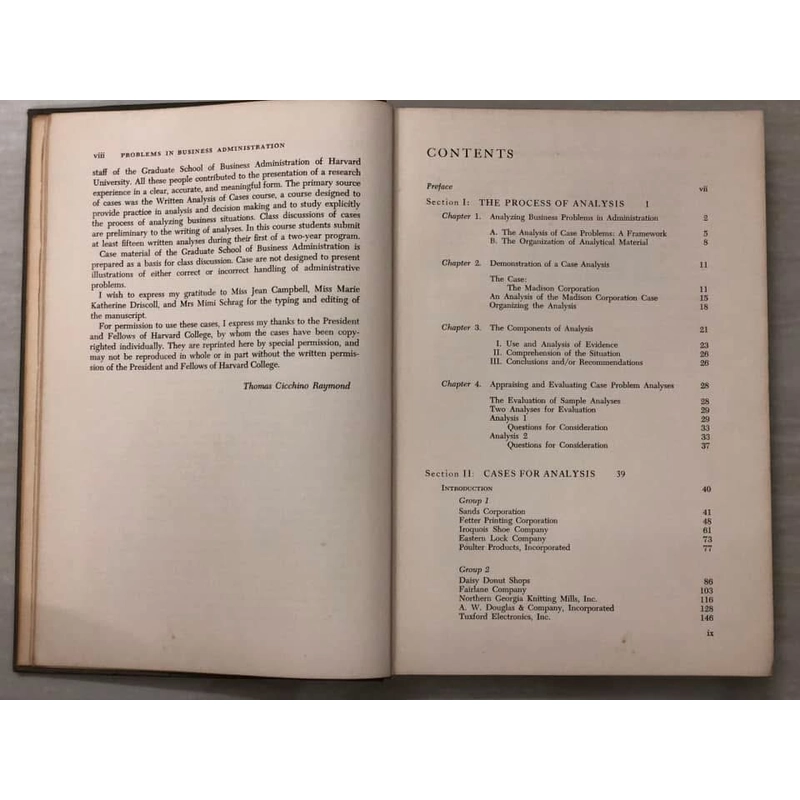 viii PROBLEMS IN BUSINESS ADMINISTRATION
staff of the Graduate School of Business Administration of Harvard
University. All these people contributed to the presentation of a research
experience in a clear, accurate, and meaningful form. The primary source
of cases was the Written Analysis of Cases course, a course designed to
provide practice in analysis and decision making and to study explicitly
the process of analyzing business situations. Class discussions of cases
are preliminary to the writing of analyses. In this course students submit
at least fifteen written analyses during their first of a two-year program.
Case material of the Graduate School of Business Administration is
prepared as a basis for class discussion. Case are not designed to present
illustrations of either correct or incorrect handling of administrative
problems.
I wish to express my gratitude to Miss Jean Campbell, Miss Marie
Katherine Driscoll, and Mrs Mimi Schrag for the typing and editing of
the manuscript.
For permission to use these cases, I express my thanks to the President
and Fellows of Harvard College, by whom the cases have been copy-
righted individually. They are reprinted here by special permission, and
may not be reproduced in whole or in part without the written permis-
sion of the President and Fellows of Harvard College.
Thomas Cicchino Raymond
CONTENTS
Preface vii
Section I: THE PROCESS OF ANALYSIS 1
Chapter 1. Analyzing Business Problems in Administration 2
A. The Analysis of Case Problems: A Framework 5
B. The Organization of Analytical Material 8
Chapter 2. Demonstration of a Case Analysis 11
The Case:
The Madison Corporation 11
An Analysis of the Madison Corporation Case 15
Organizing the Analysis 18
Chapter 3. The Components of Analysis 21
I. Use and Analysis of Evidence 23
II. Comprehension of the Situation 26
III. Conclusions and/or Recommendations 26
Chapter 4. Appraising and Evaluating Case Problem Analyses 28
The Evaluation of Sample Analyses 28
Two Analyses for Evaluation 29
Analysis 1 29
Questions for Consideration 33
Analysis 2 33
Questions for Consideration 37
Section II: CASES FOR ANALYSIS 39
INTRODUCTION 40
Group 1
Sands Corporation 41
Fetter Printing Corporation 48
Iroquois Shoe Company 61
Eastern Lock Company 73
Poulter Products, Incorporated 77
Group 2
Daisy Donut Shops 86
Fairlane Company 103
Northern Georgia Knitting Mills, Inc. 116
A. W. Douglas & Company, Incorporated 128
Tuxford Electronics, Inc. 146
ix